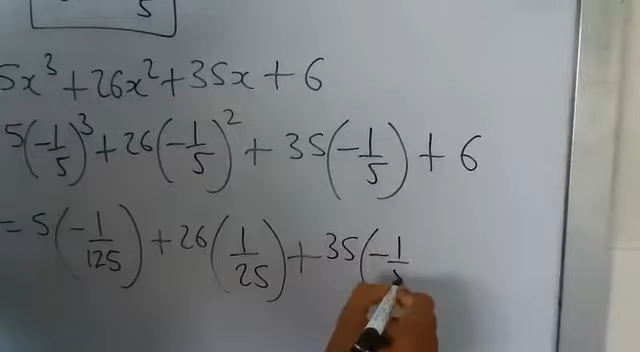 5
5x³ + 26x² + 35x + 6
5(-1/5)³ + 26(-1/5)² + 35(-1/5) + 6
= 5(-1/125) + 26(1/25) + 35(-1/